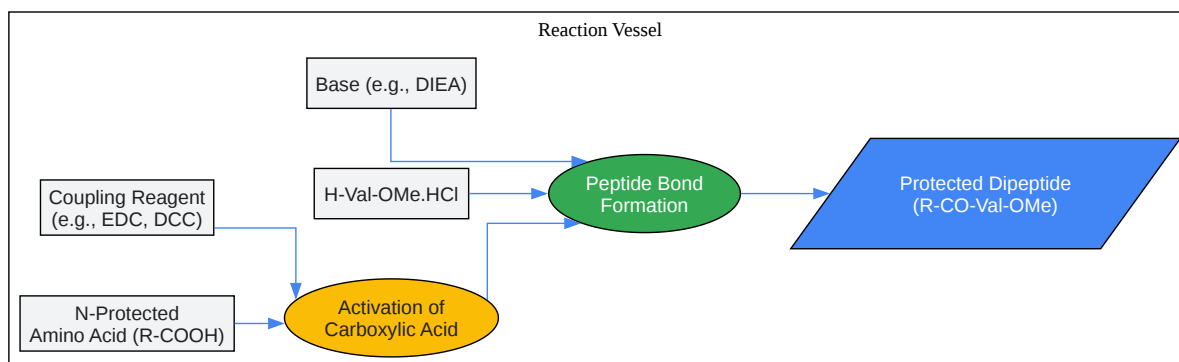 Reaction Vessel
Base (e.g., DIEA)
H-Val-OMe.HCl
Peptide Bond
Formation
Protected Dipeptide
(R-CO-Val-OMe)
Coupling Reagent
(e.g., EDC, DCC)
N-Protected
Amino Acid (R-COOH)
Activation of
Carboxylic Acid